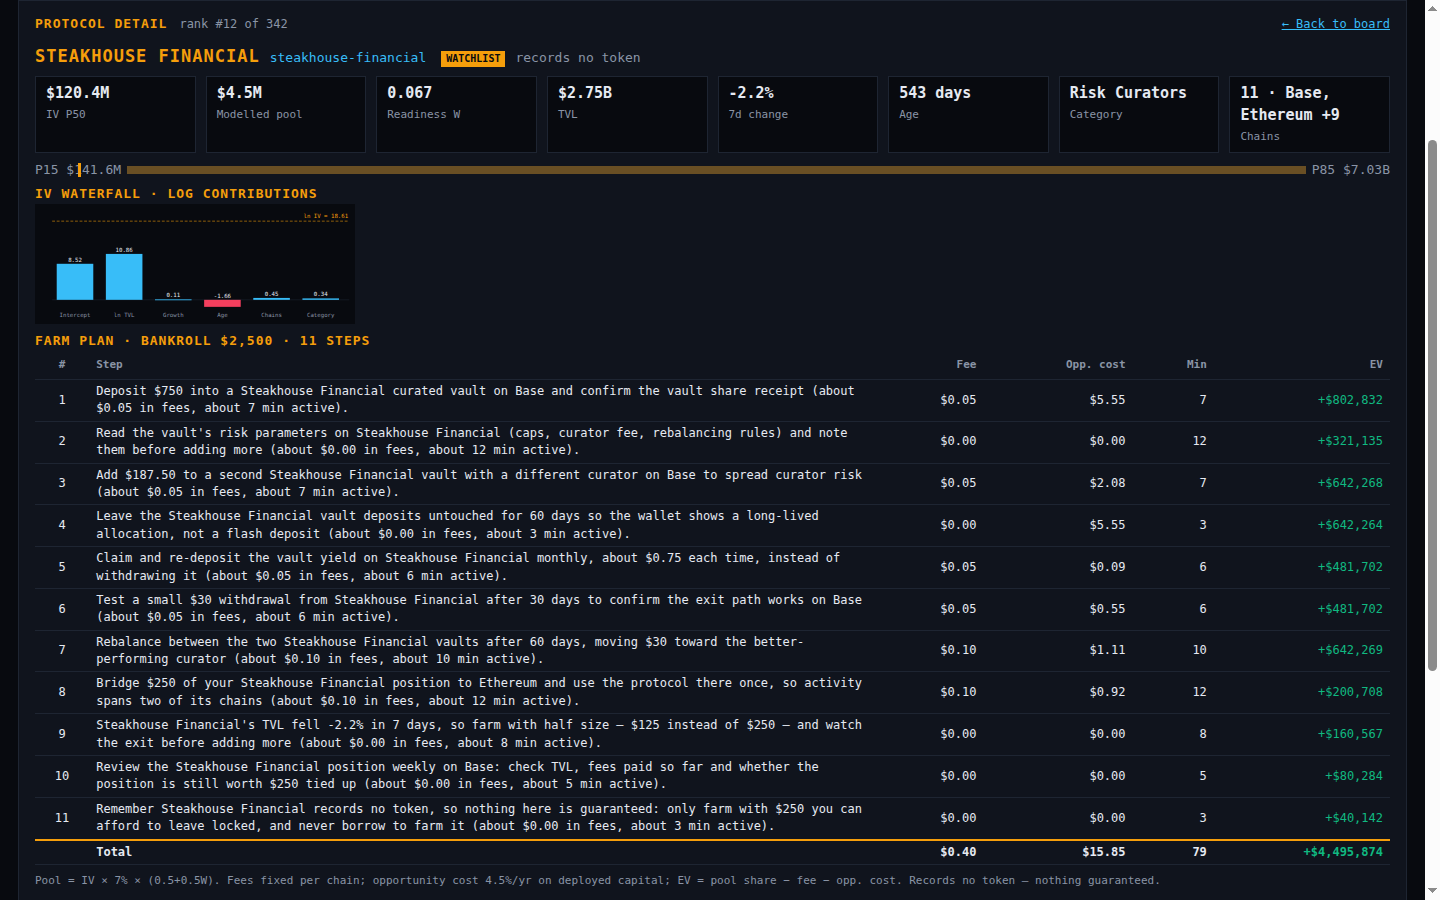 PROTOCOL DETAIL rank #12 of 342 ← Back to board
STEAKHOUSE FINANCIAL steakhouse-financial WATCHLIST records no token
$120.4M $4.5M 0.067 $2.75B -2.2% 543 days Risk Curators 11 · Base,
Ethereum +9
IV P50 Modelled pool Readiness W TVL 7d change Age Category Chains
P15 $141.6M P85 $7.03B
IV WATERFALL · LOG CONTRIBUTIONS
ln IV = 18.61
8.52 10.86 0.11 -1.66 0.45 0.34
Intercept ln TVL Growth Age Chains Category
FARM PLAN · BANKROLL $2,500 · 11 STEPS
# Step Fee Opp. cost Min EV
1 Deposit $750 into a Steakhouse Financial curated vault on Base and confirm the vault share receipt (about
$0.05 in fees, about 7 min active). $0.05 $5.55 7 +$802,832
2 Read the vault's risk parameters on Steakhouse Financial (caps, curator fee, rebalancing rules) and note
them before adding more (about $0.00 in fees, about 12 min active). $0.00 $0.00 12 +$321,135
3 Add $187.50 to a second Steakhouse Financial vault with a different curator on Base to spread curator risk
(about $0.05 in fees, about 7 min active). $0.05 $2.08 7 +$642,268
4 Leave the Steakhouse Financial vault deposits untouched for 60 days so the wallet shows a long-lived
allocation, not a flash deposit (about $0.00 in fees, about 3 min active). $0.00 $5.55 3 +$642,264
5 Claim and re-deposit the vault yield on Steakhouse Financial monthly, about $0.75 each time, instead of
withdrawing it (about $0.05 in fees, about 6 min active). $0.05 $0.09 6 +$481,702
6 Test a small $30 withdrawal from Steakhouse Financial after 30 days to confirm the exit path works on Base
(about $0.05 in fees, about 6 min active). $0.05 $0.55 6 +$481,702
7 Rebalance between the two Steakhouse Financial vaults after 60 days, moving $30 toward the better-
performing curator (about $0.10 in fees, about 10 min active). $0.10 $1.11 10 +$642,269
8 Bridge $250 of your Steakhouse Financial position to Ethereum and use the protocol there once, so activity
spans two of its chains (about $0.10 in fees, about 12 min active). $0.10 $0.92 12 +$200,708
9 Steakhouse Financial's TVL fell -2.2% in 7 days, so farm with half size — $125 instead of $250 — and watch
the exit before adding more (about $0.00 in fees, about 8 min active). $0.00 $0.00 8 +$160,567
10 Review the Steakhouse Financial position weekly on Base: check TVL, fees paid so far and whether the
position is still worth $250 tied up (about $0.00 in fees, about 5 min active). $0.00 $0.00 5 +$80,284
11 Remember Steakhouse Financial records no token, so nothing here is guaranteed: only farm with $250 you can
afford to leave locked, and never borrow to farm it (about $0.00 in fees, about 3 min active). $0.00 $0.00 3 +$40,142
Total $0.40 $15.85 79 +$4,495,874
Pool = IV × 7% × (0.5+0.5W). Fees fixed per chain; opportunity cost 4.5%/yr on deployed capital; EV = pool share − fee − opp. cost. Records no token — nothing guaranteed.